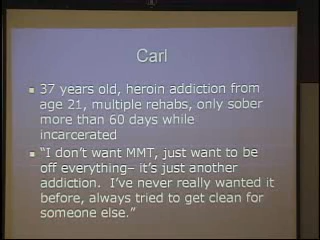 Carl
37 years old, heroin addiction from
age 21, multiple rehabs, only sober
more than 60 days while
incarcerated
"I don't want MMT, just want to be
off everything– it's just another
addiction.  I've never really wanted it
before, always tried to get clean for
someone else."